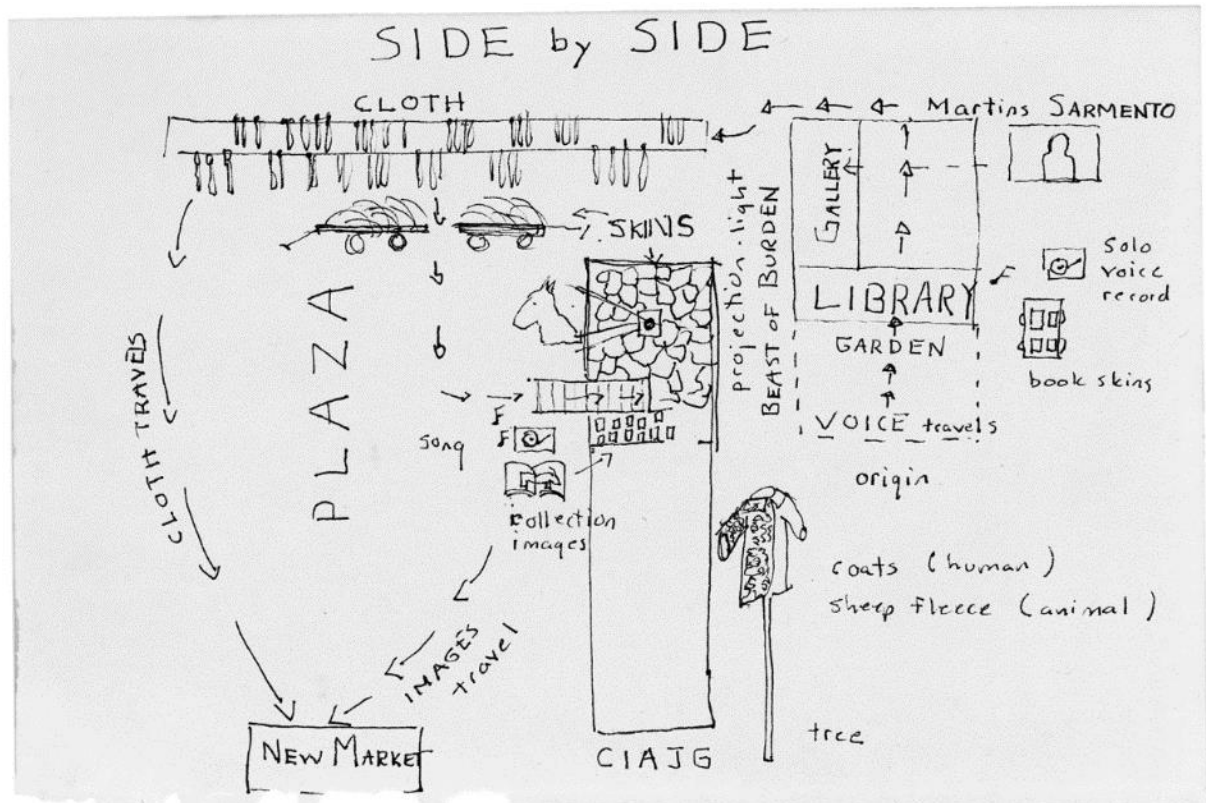 SIDE by SIDE
CLOTH
Martins SARMENTO
GALLERY
SKINS
projection-light
BEAST OF BURDEN
LIBRARY
Solo
voice
record
GARDEN
book skins
VOICE travels
origin
PLAZA
CLOTH TRAVELS
song
collection
images
IMAGES
travel
coats (human)
sheep fleece (animal)
tree
NEW MARKET
CIAJG